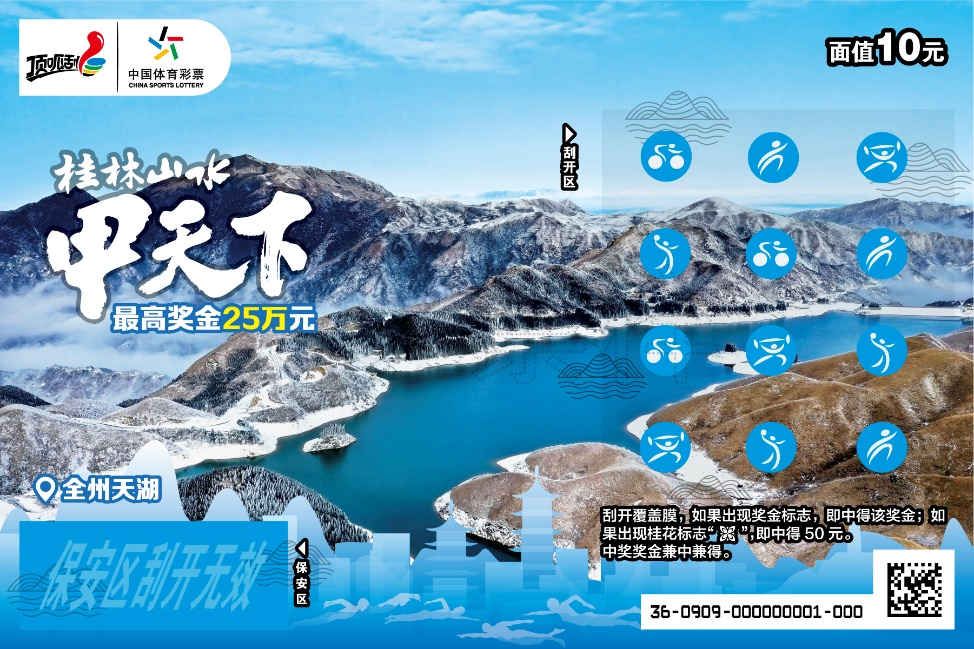 顶呱刮
中国体育彩票
CHINA SPORTS LOTTERY
面值10元
桂林山水
甲天下
最高奖金25万元
刮开区
全州天湖
刮开覆盖膜，如果出现奖金标志，即中得该奖金；如
果出现桂花标志“ ”，即中得 50 元。
中奖奖金兼中兼得。
保安区刮开无效
保安区
36-0909-000000001-000